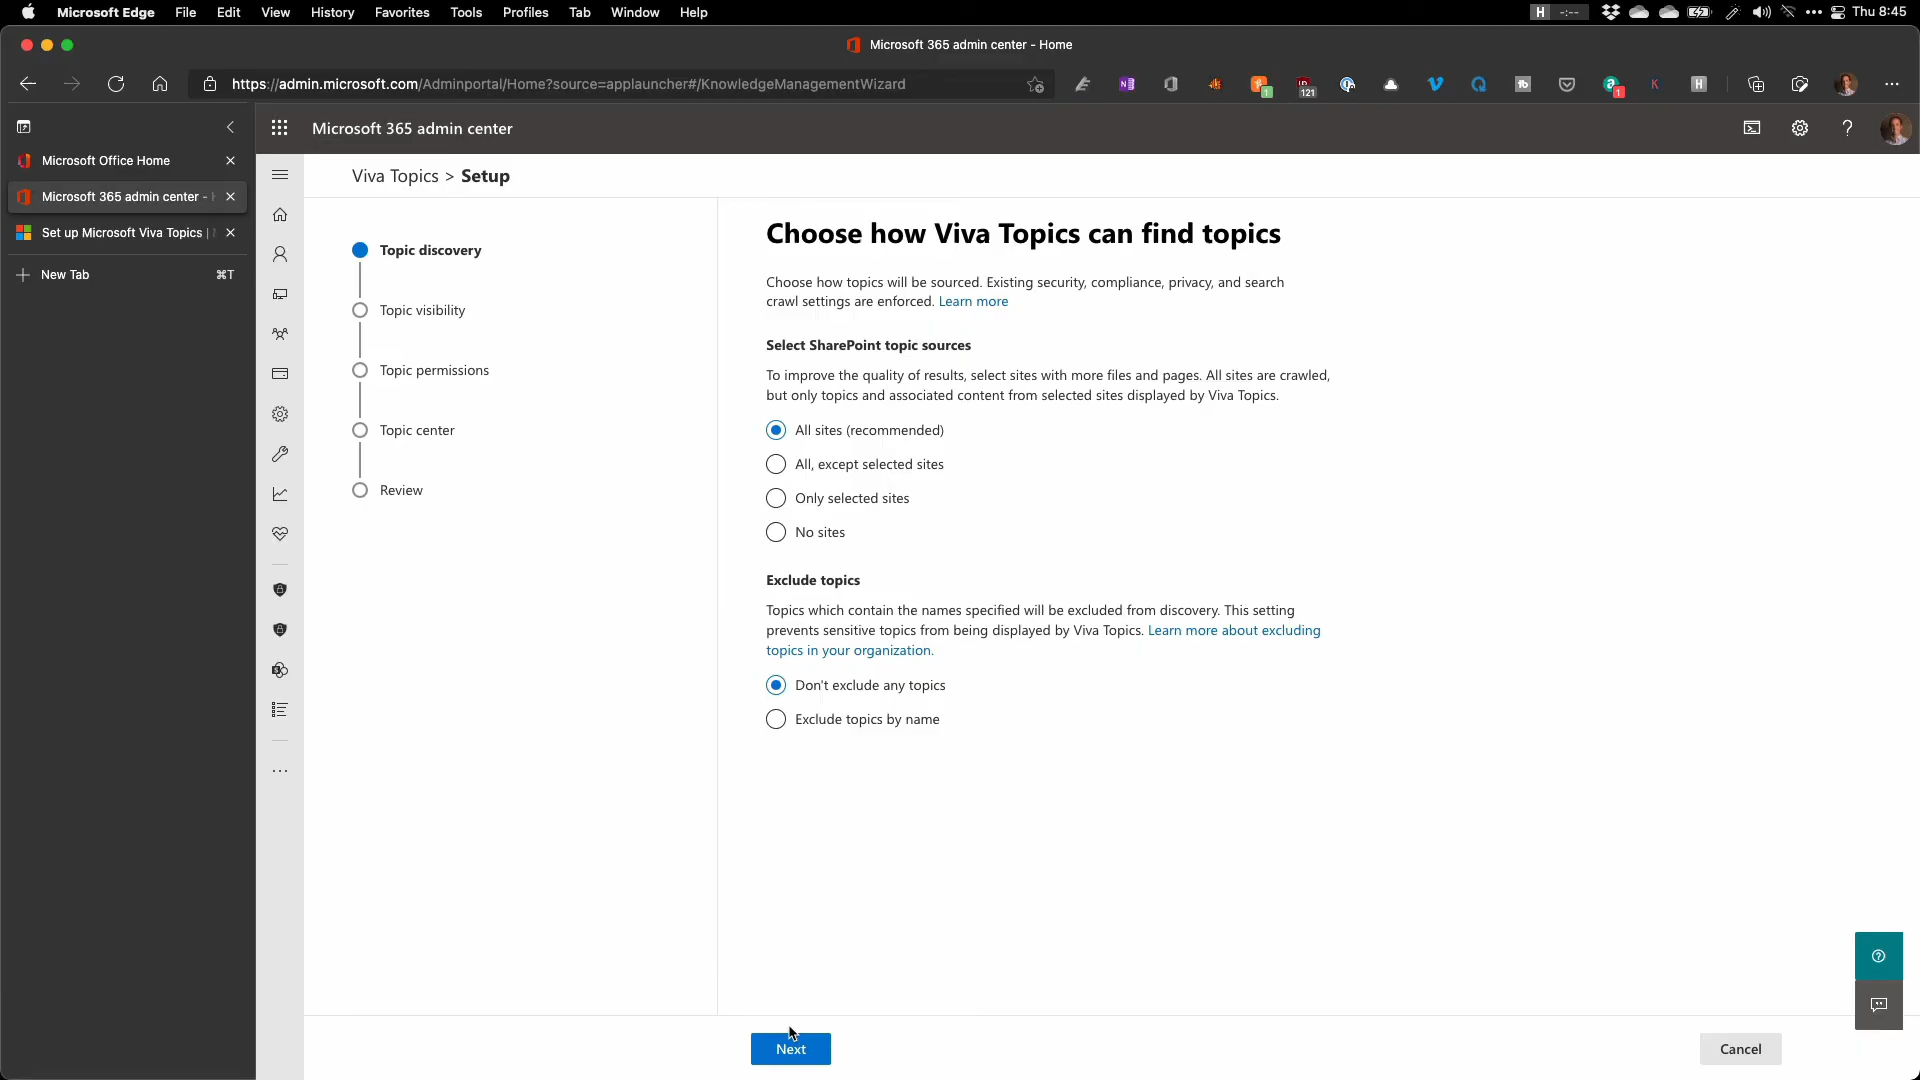 Microsoft Edge File Edit View History Favorites Tools Profiles Tab Window Help
H -:-- Thu 8:45
Microsoft 365 admin center - Home
https://admin.microsoft.com/Adminportal/Home?source=applauncher#/KnowledgeManagementWizard
1 121 1
Microsoft Office Home
Microsoft 365 admin center -
Set up Microsoft Viva Topics |
New Tab ⌘T
Microsoft 365 admin center
Viva Topics > Setup
Topic discovery
Topic visibility
Topic permissions
Topic center
Review
Choose how Viva Topics can find topics
Choose how topics will be sourced. Existing security, compliance, privacy, and search
crawl settings are enforced. Learn more
Select SharePoint topic sources
To improve the quality of results, select sites with more files and pages. All sites are crawled,
but only topics and associated content from selected sites displayed by Viva Topics.
All sites (recommended)
All, except selected sites
Only selected sites
No sites
Exclude topics
Topics which contain the names specified will be excluded from discovery. This setting
prevents sensitive topics from being displayed by Viva Topics. Learn more about excluding
topics in your organization.
Don't exclude any topics
Exclude topics by name
Next
Cancel